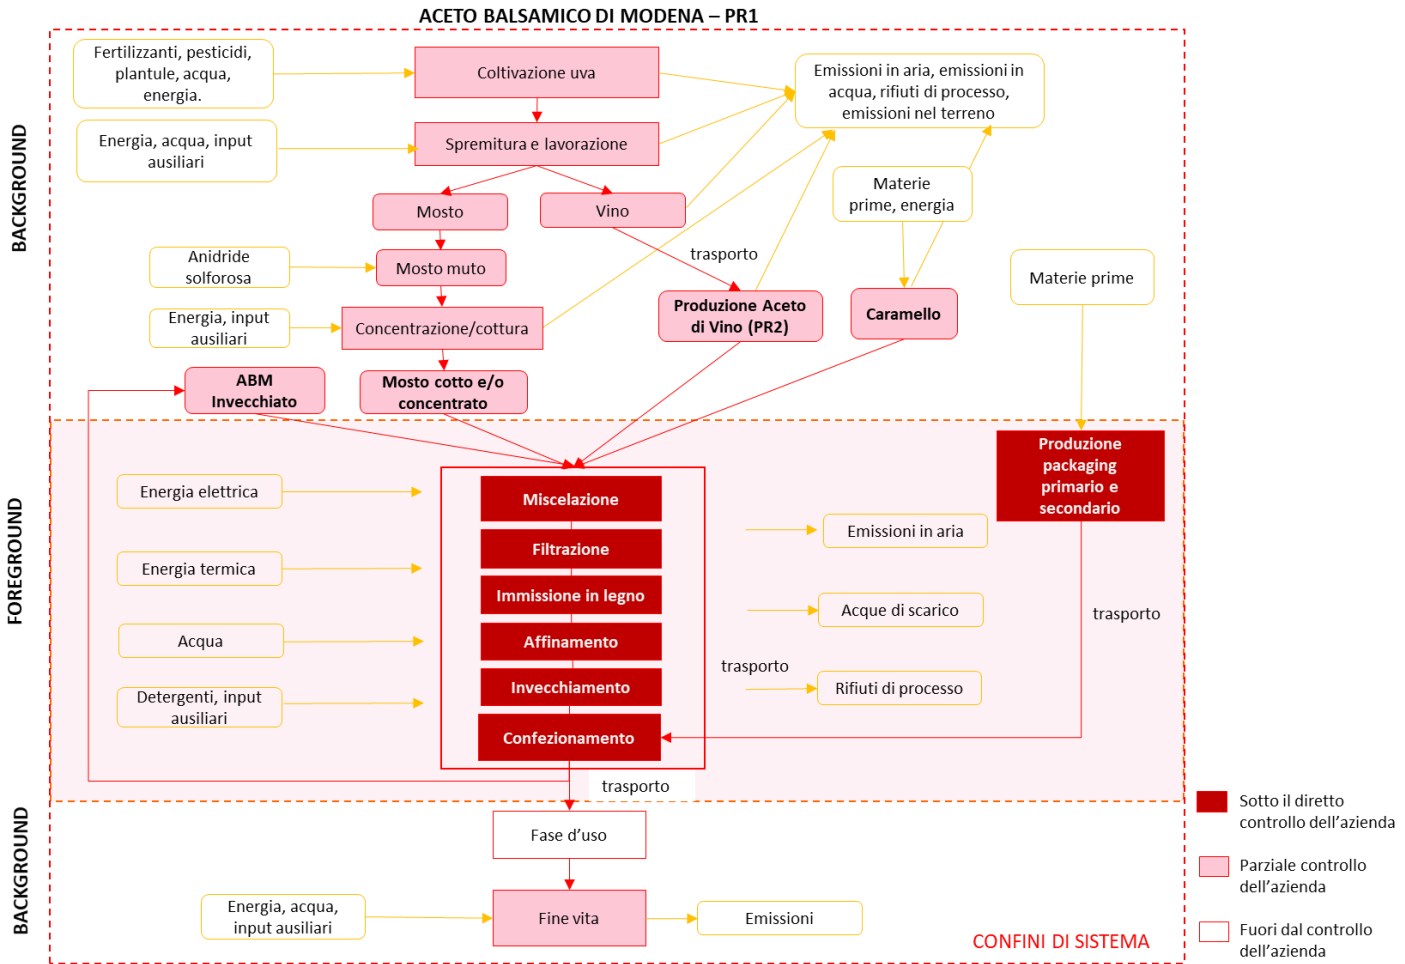 ACETO BALSAMICO DI MODENA – PR1
BACKGROUND
Fertilizzanti, pesticidi,
plantule, acqua,
energia.
Coltivazione uva
Emissioni in aria, emissioni in
acqua, rifiuti di processo,
emissioni nel terreno
Energia, acqua, input
ausiliari
Spremitura e lavorazione
Mosto
Vino
Materie
prime, energia
trasporto
Anidride
solforosa
Mosto muto
Materie prime
Energia, input
ausiliari
Concentrazione/cottura
Produzione Aceto
di Vino (PR2)
Caramello
ABM
Invecchiato
Mosto cotto e/o
concentrato
FOREGROUND
Produzione
packaging
primario e
secondario
Energia elettrica
Miscelazione
Emissioni in aria
Filtrazione
Energia termica
Immissione in legno
Acque di scarico
trasporto
Acqua
Affinamento
trasporto
Detergenti, input
ausiliari
Invecchiamento
Rifiuti di processo
Confezionamento
trasporto
BACKGROUND
Fase d’uso
Energia, acqua,
input ausiliari
Fine vita
Emissioni
CONFINI DI SISTEMA
Sotto il diretto
controllo dell’azienda
Parziale controllo
dell’azienda
Fuori dal controllo
dell’azienda